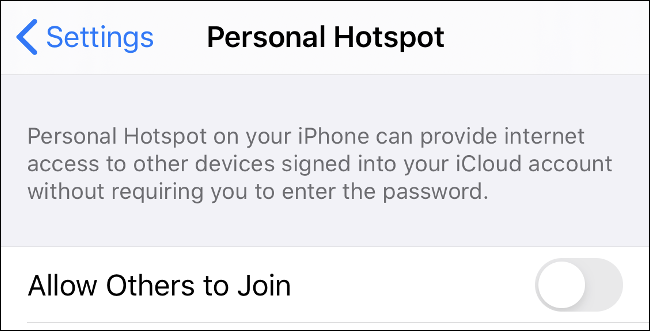 Settings Personal Hotspot
Personal Hotspot on your iPhone can provide internet
access to other devices signed into your iCloud account
without requiring you to enter the password.
Allow Others to Join